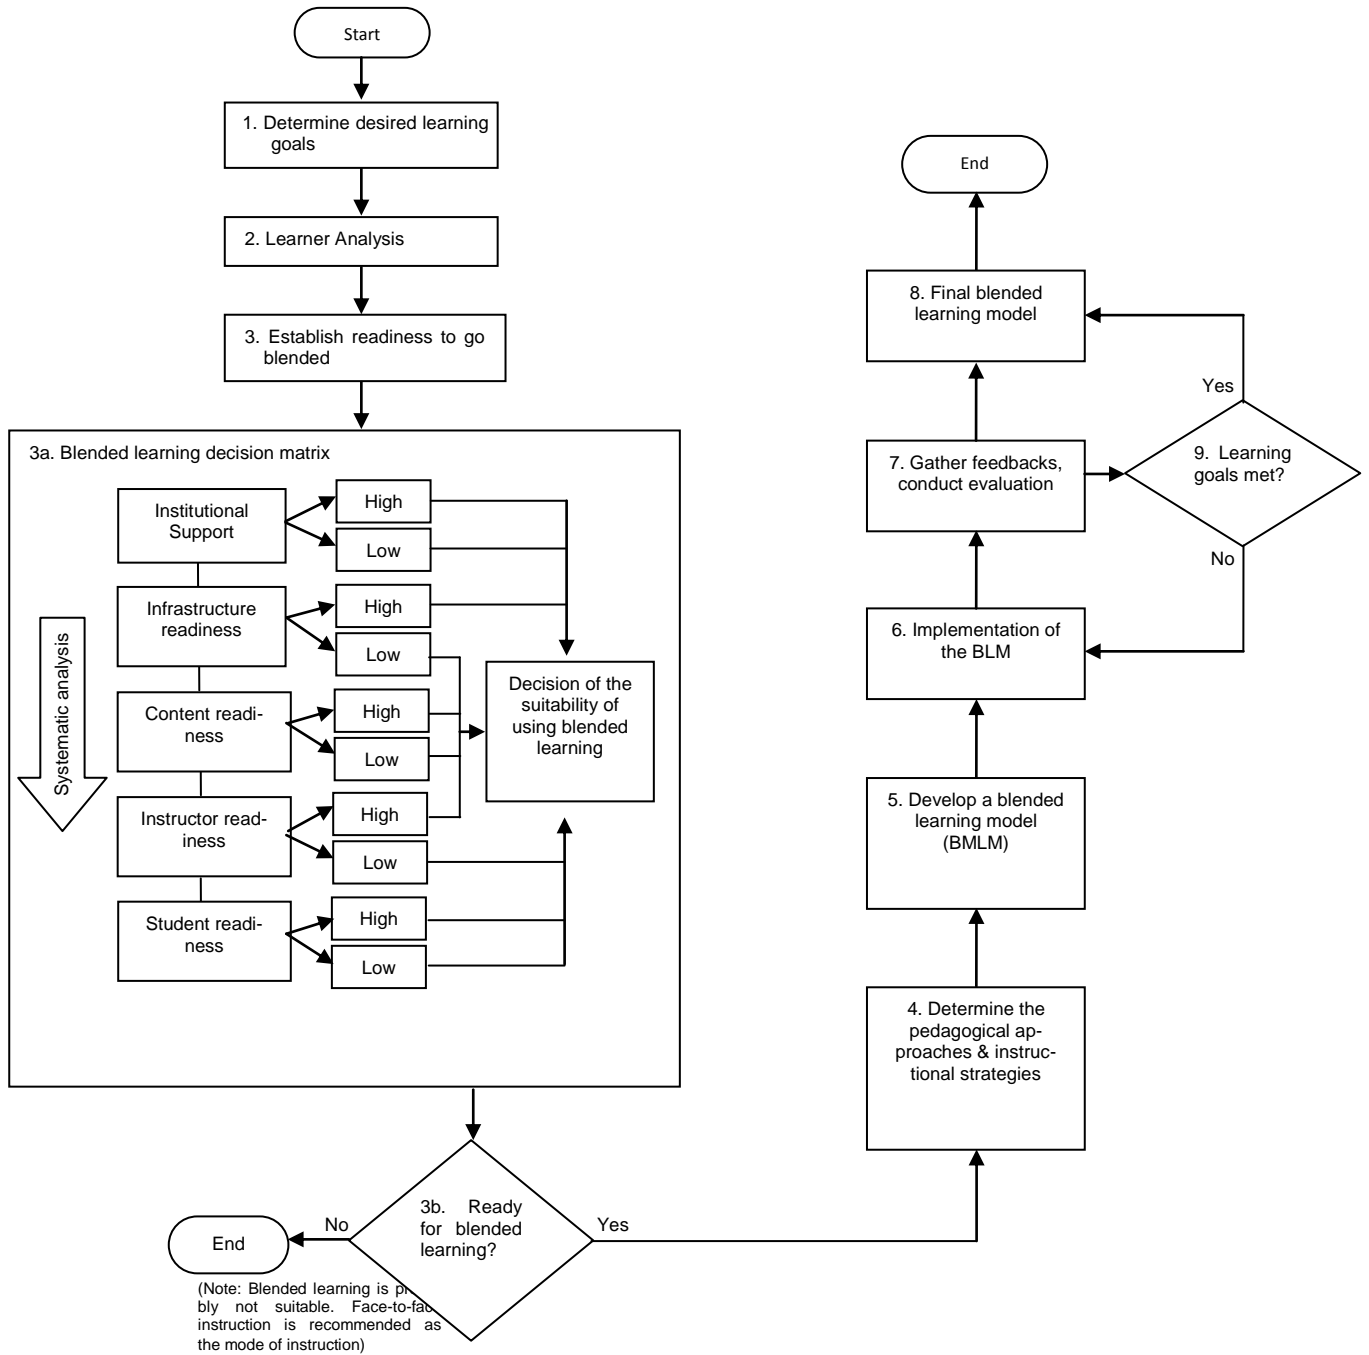 Start
1. Determine desired learning
goals
2. Learner Analysis
3. Establish readiness to go
blended
3a. Blended learning decision matrix
Systematic analysis
Institutional
Support
High
Low
Infrastructure
readiness
High
Low
Content readi-
ness
High
Low
Instructor read-
iness
High
Low
Student readi-
ness
High
Low
Decision of the
suitability of
using blended
learning
3b. Ready
for blended
learning?
No
Yes
End
(Note: Blended learning is
bly not suitable.
instruction is recommended as
the mode of instruction)
4. Determine the
pedagogical ap-
proaches & instruc-
tional strategies
5. Develop a blended
learning model
(BMLM)
6. Implementation of
the BLM
7. Gather feedbacks,
conduct evaluation
9. Learning
goals met?
Yes
No
8. Final blended
learning model
End